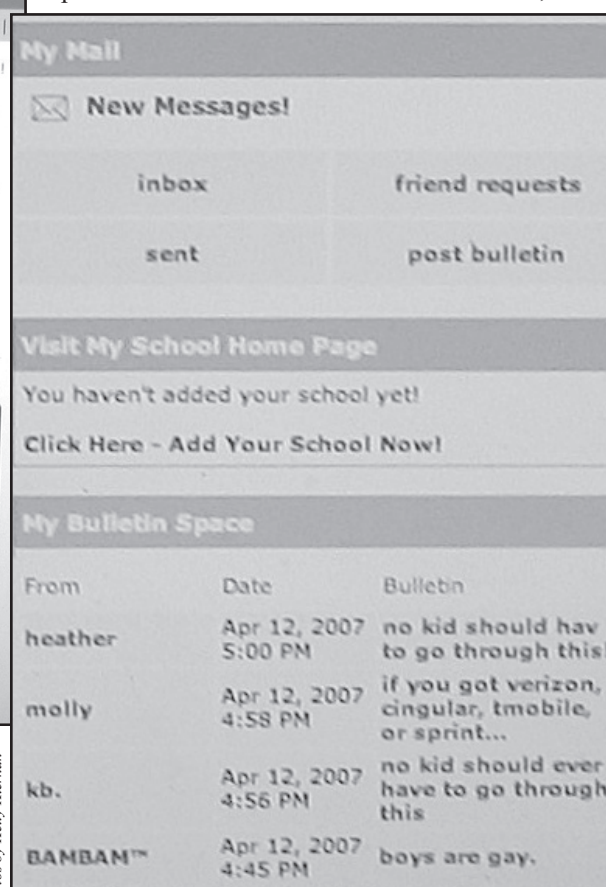 My Mail
New Messages!
inbox friend requests
sent post bulletin
Visit My School Home Page
You haven't added your school yet!
Click Here - Add Your School Now!
My Bulletin Space
From Date Bulletin
heather Apr 12, 2007 5:00 PM no kid should hav
to go through this!
molly Apr 12, 2007 4:58 PM if you got verizon,
cingular, tmobile,
or sprint...
kb. Apr 12, 2007 4:56 PM no kid should ever
have to go through
this
BAMBAM™ Apr 12, 2007 4:45 PM boys are gay.